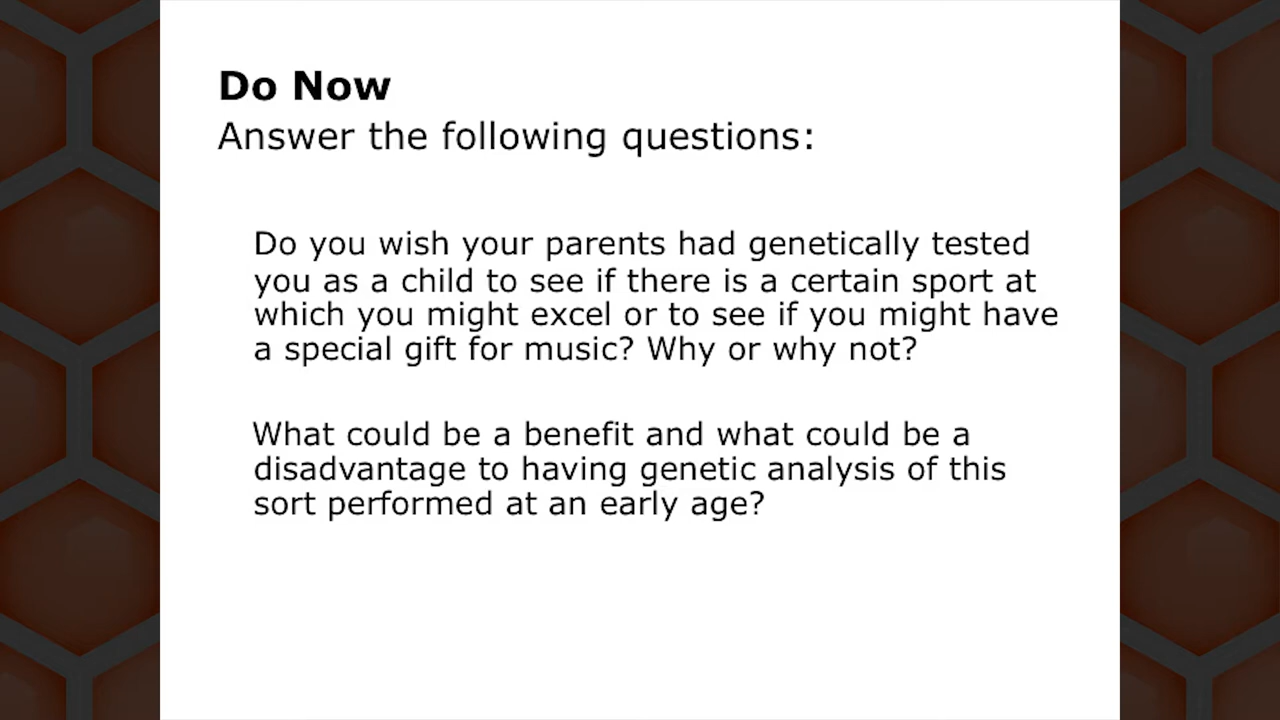 Do Now
Answer the following questions:
Do you wish your parents had genetically tested
you as a child to see if there is a certain sport at
which you might excel or to see if you might have
a special gift for music? Why or why not?
What could be a benefit and what could be a
disadvantage to having genetic analysis of this
sort performed at an early age?